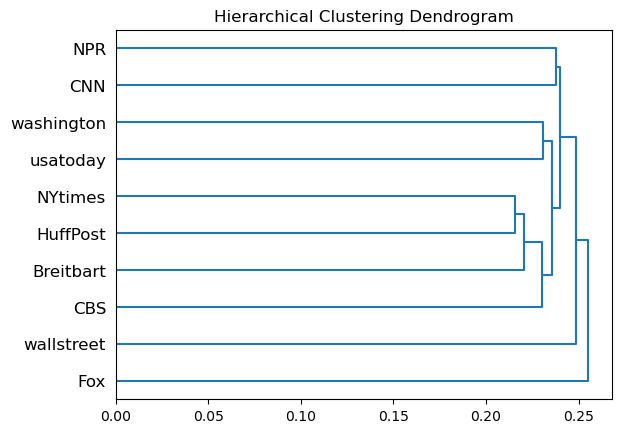 Hierarchical Clustering Dendrogram
NPR
CNN
washington
usatoday
NYtimes
HuffPost
Breitbart
CBS
wallstreet
Fox
0.00 0.05 0.10 0.15 0.20 0.25